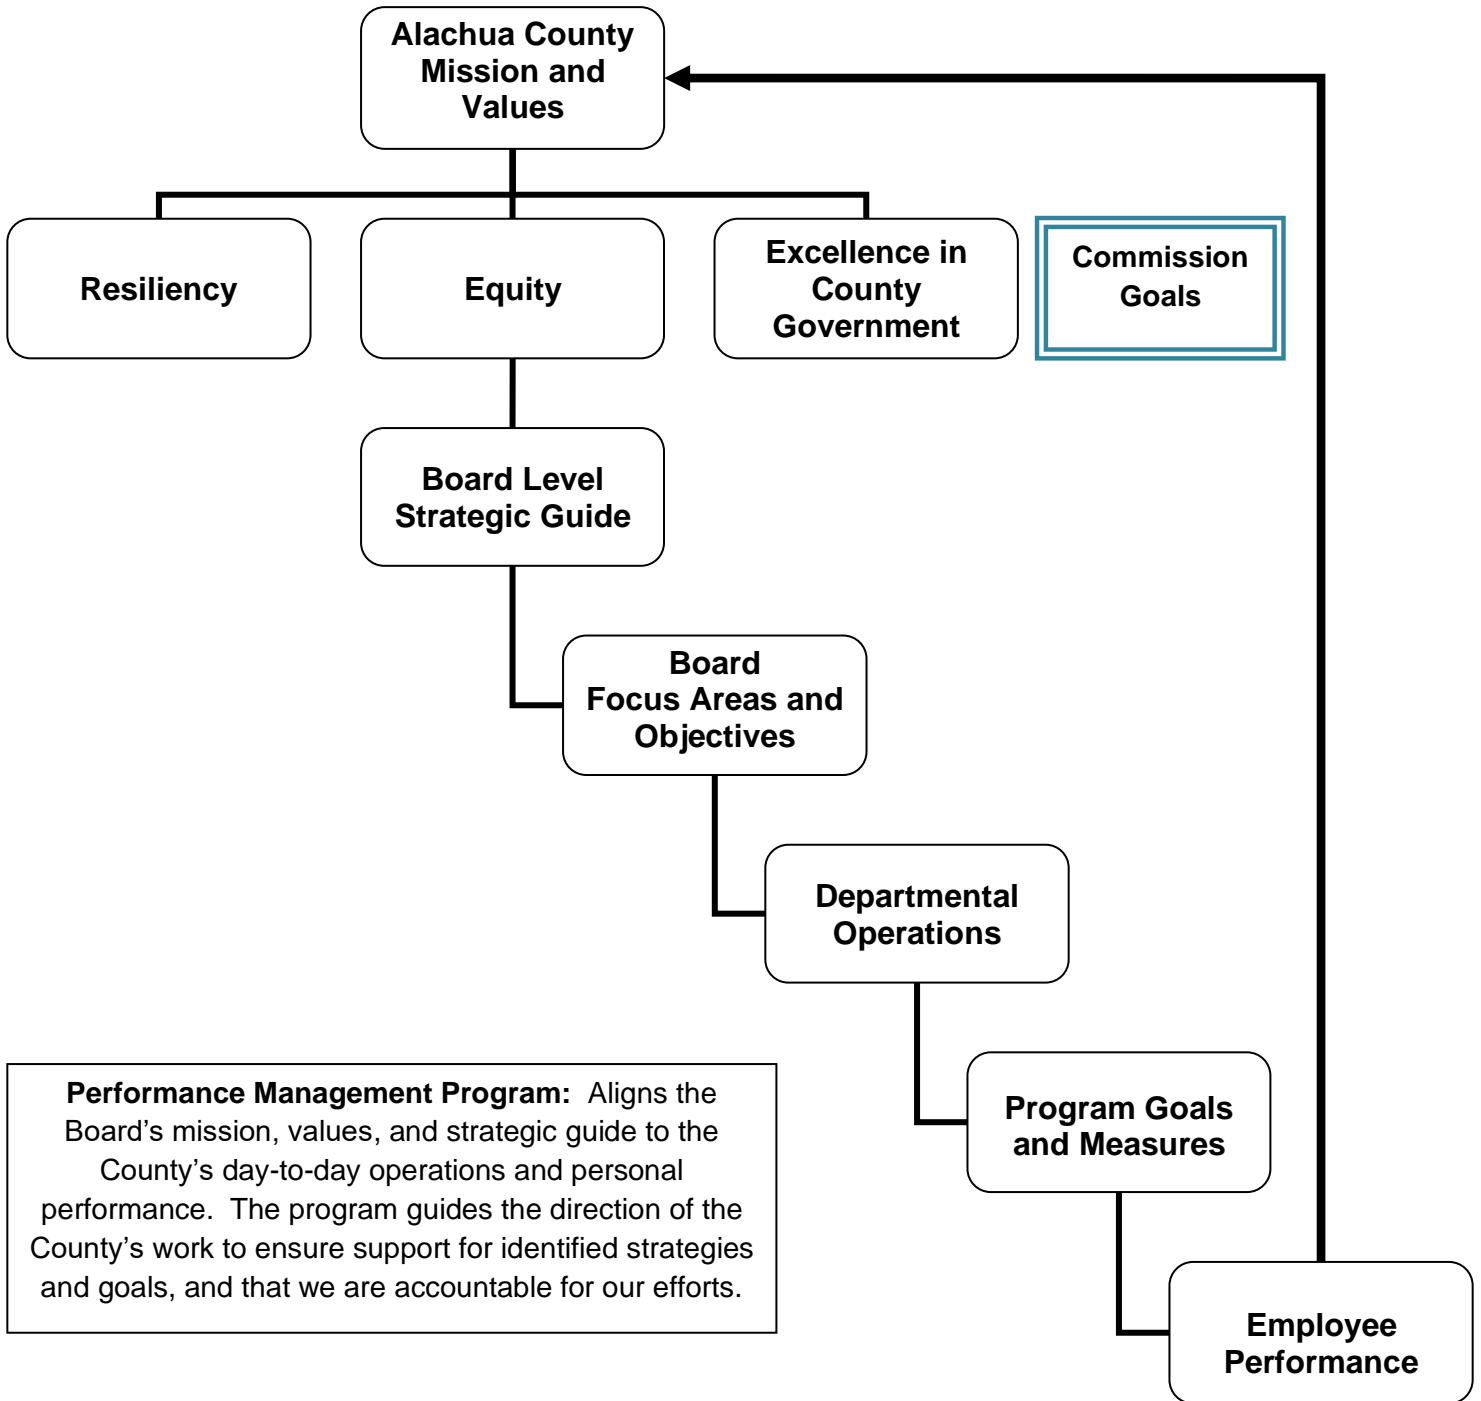 Alachua County
Mission and
Values
Resiliency
Equity
Excellence in
County
Government
Commission
Goals
Board Level
Strategic Guide
Board
Focus Areas and
Objectives
Departmental
Operations
Program Goals
and Measures
Performance Management Program:  Aligns the
Board’s mission, values, and strategic guide to the
County’s day-to-day operations and personal
performance.  The program guides the direction of the
County’s work to ensure support for identified strategies
and goals, and that we are accountable for our efforts.
Employee
Performance